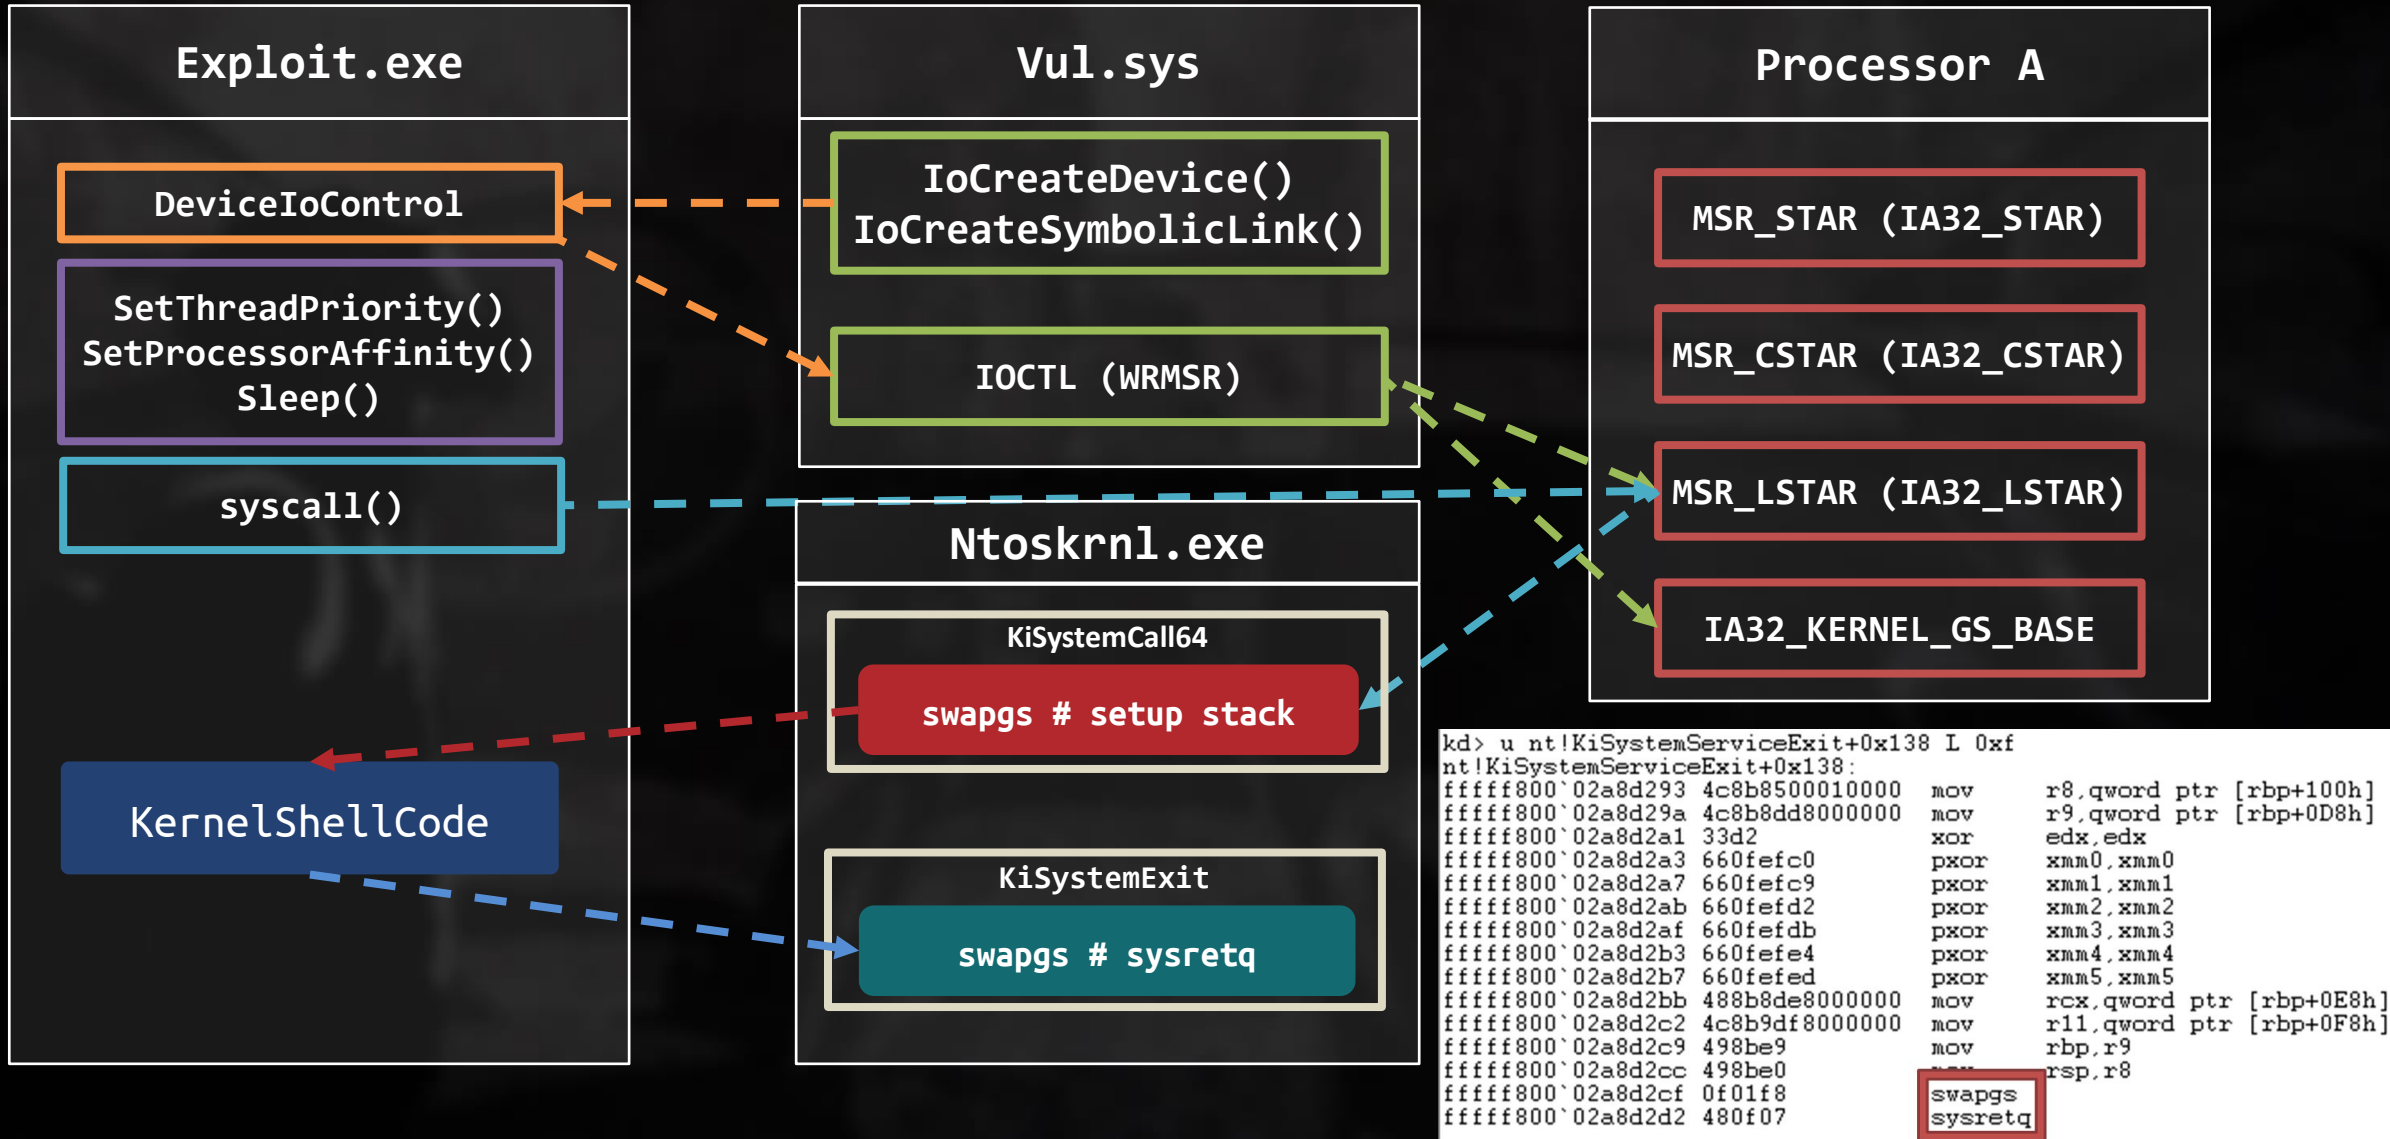 Exploit.exe
DeviceIoControl
SetThreadPriority()
SetProcessorAffinity()
Sleep()
syscall()
KernelShellCode
Vul.sys
IoCreateDevice()
IoCreateSymbolicLink()
IOCTL (WRMSR)
Ntoskrnl.exe
KiSystemCall64
swapgs # setup stack
KiSystemExit
swapgs # sysretq
Processor A
MSR_STAR (IA32_STAR)
MSR_CSTAR (IA32_CSTAR)
MSR_LSTAR (IA32_LSTAR)
IA32_KERNEL_GS_BASE
kd> u nt!KiSystemServiceExit+0x138 L 0xf
nt!KiSystemServiceExit+0x138:
fffff800`02a8d293 4c8b8500010000 mov r8,qword ptr [rbp+100h]
fffff800`02a8d29a 4c8b8dd8000000 mov r9,qword ptr [rbp+0D8h]
fffff800`02a8d2a1 33d2 xor edx,edx
fffff800`02a8d2a3 660fefc0 pxor xmm0,xmm0
fffff800`02a8d2a7 660fefc9 pxor xmm1,xmm1
fffff800`02a8d2ab 660fefd2 pxor xmm2,xmm2
fffff800`02a8d2af 660fefdb pxor xmm3,xmm3
fffff800`02a8d2b3 660fefe4 pxor xmm4,xmm4
fffff800`02a8d2b7 660fefed pxor xmm5,xmm5
fffff800`02a8d2bb 488b8de8000000 mov rcx,qword ptr [rbp+0E8h]
fffff800`02a8d2c2 4c8b9df8000000 mov r11,qword ptr [rbp+0F8h]
fffff800`02a8d2c9 498be9 mov rbp,r9
fffff800`02a8d2cc 498be0 rsp,r8
fffff800`02a8d2cf 0f01f8 swapgs
fffff800`02a8d2d2 480f07 sysretq